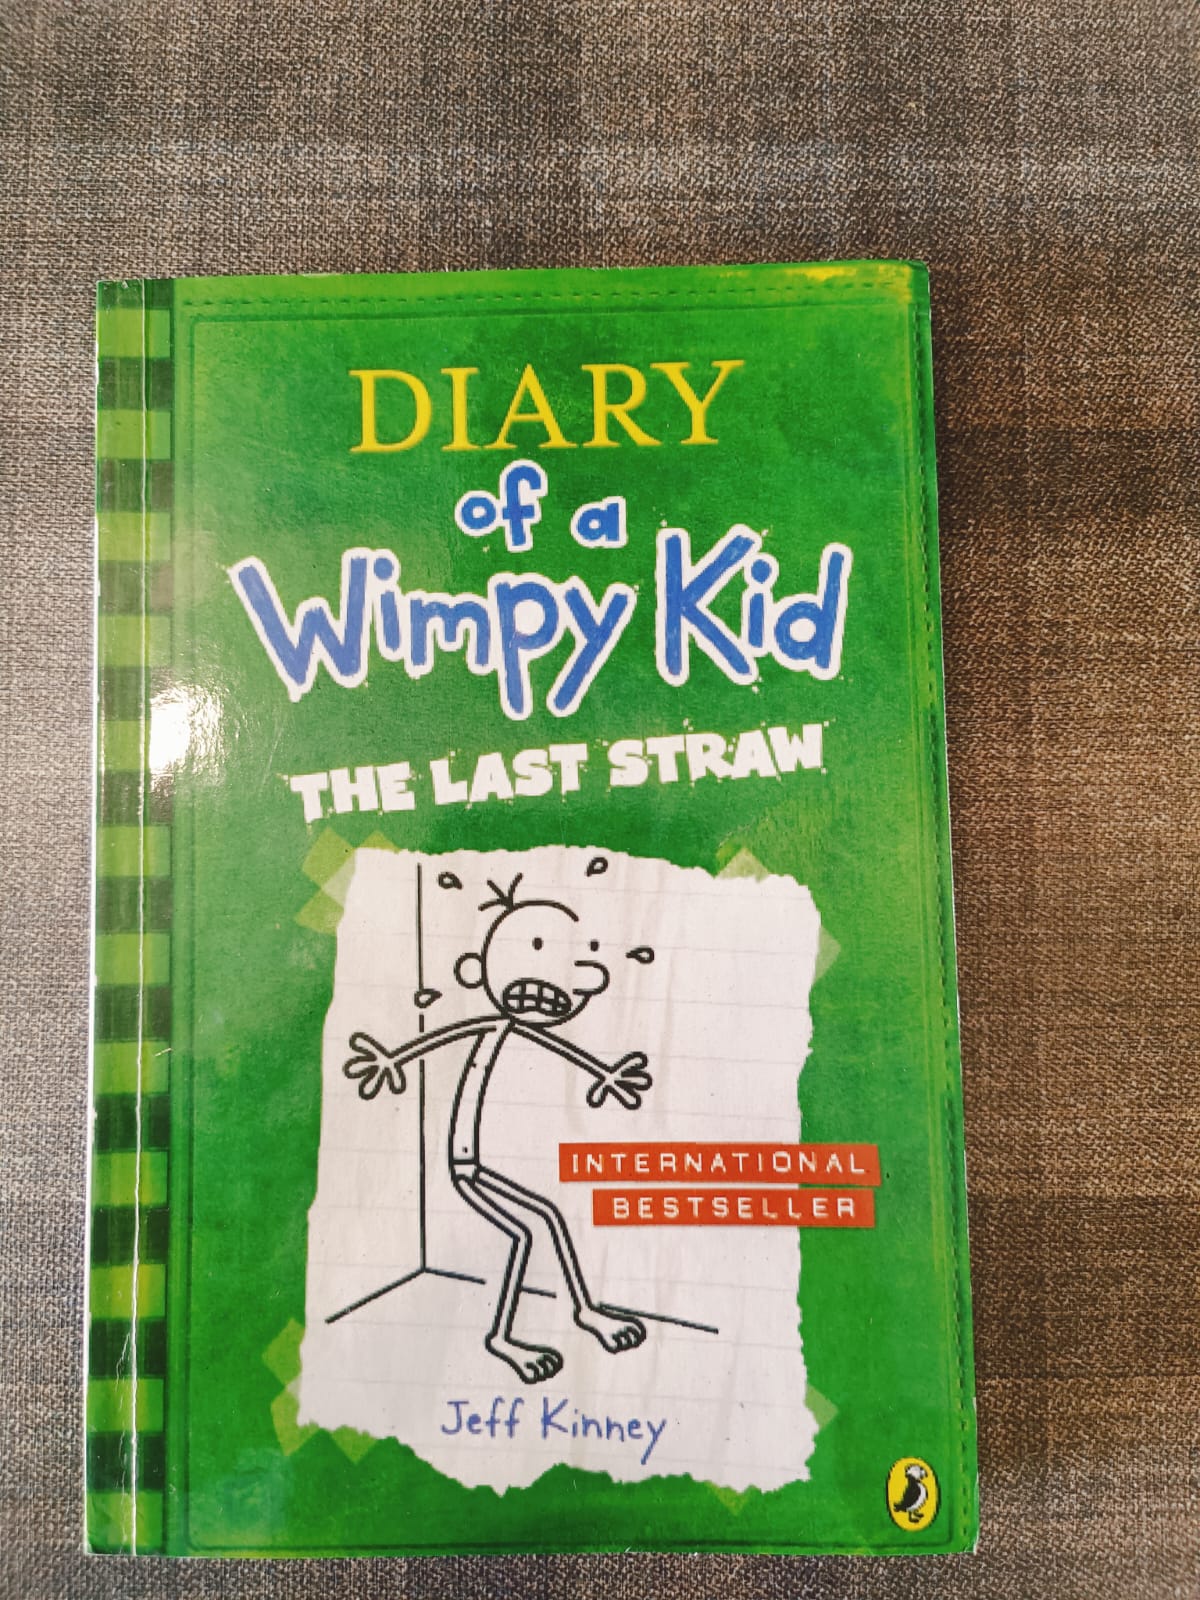 DIARY
of a
Wimpy Kid
THE LAST STRAW
INTERNATIONAL
BESTSELLER
Jeff Kinney